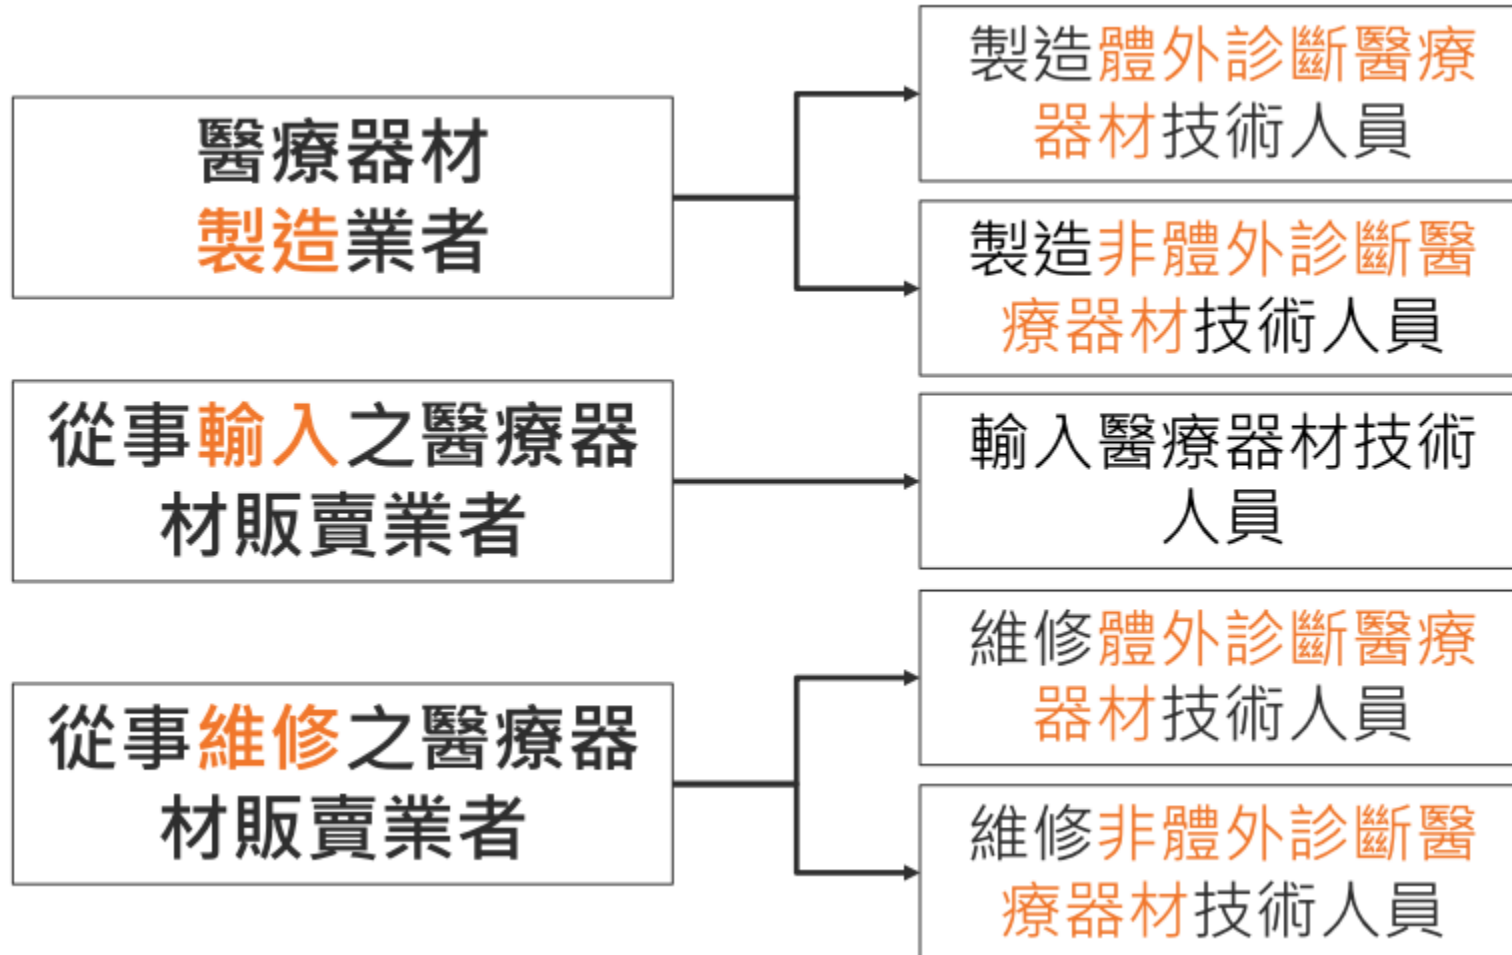 醫療器材
製造業者
製造體外診斷醫療
器材技術人員
製造非體外診斷醫
療器材技術人員
從事輸入之醫療器
材販賣業者
輸入醫療器材技術
人員
從事維修之醫療器
材販賣業者
維修體外診斷醫療
器材技術人員
維修非體外診斷醫
療器材技術人員